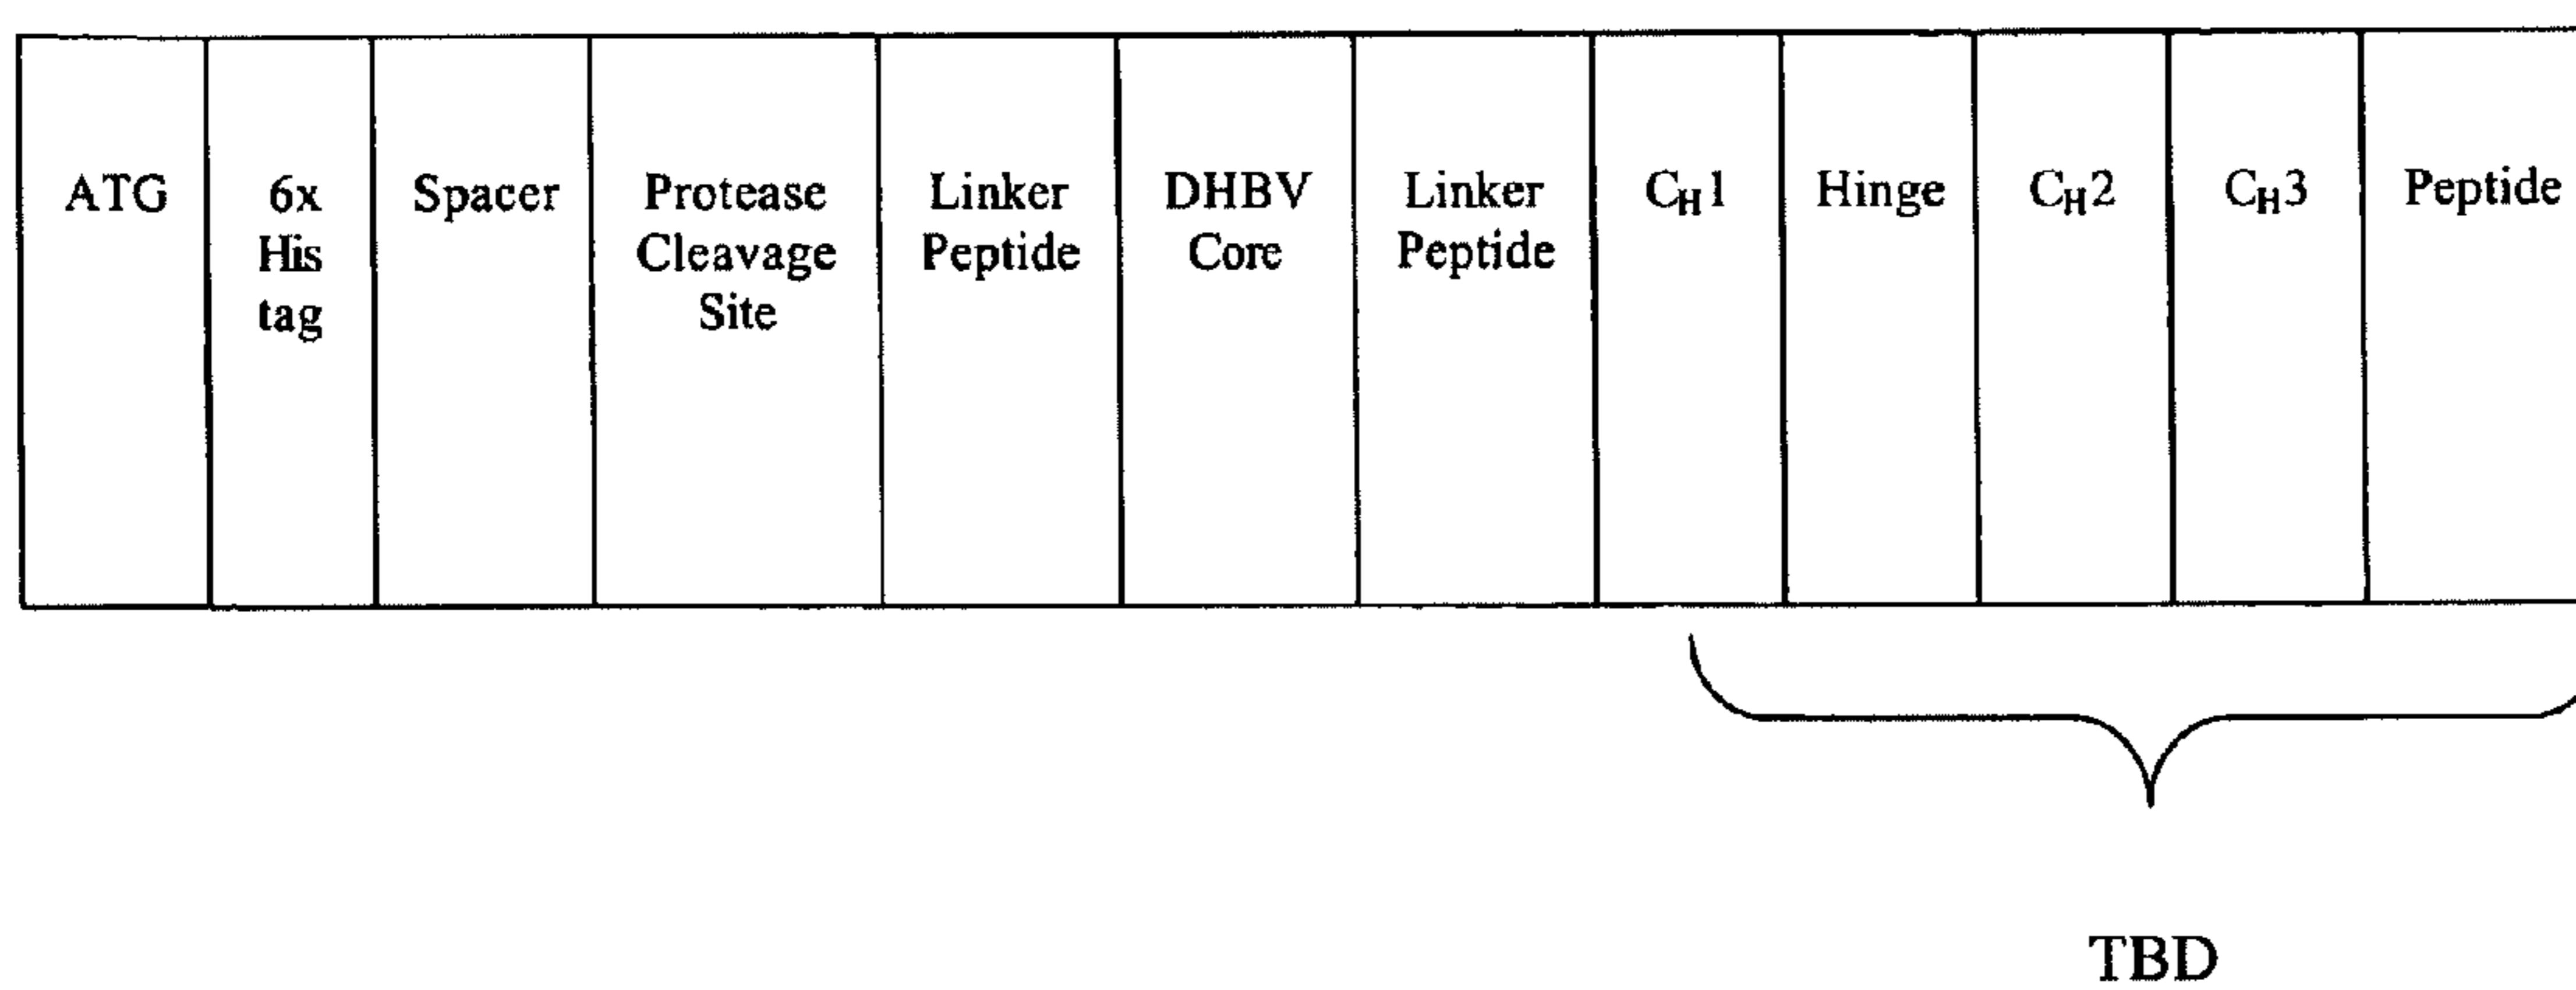 ATG
6x
His
tag
Spacer
Protease
Cleavage
Site
Linker
Peptide
DHBV
Core
Linker
Peptide
CH1
Hinge
CH2
CH3
Peptide
TBD